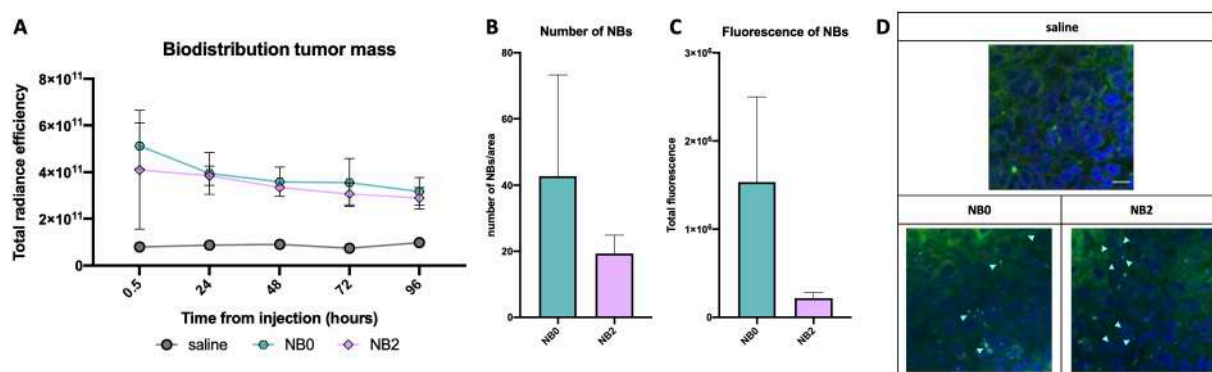 A
Biodistribution tumor mass
Total radiance efficiency
8×10¹¹
6×10¹¹
4×10¹¹
2×10¹¹
0
0.5
24
48
72
96
Time from injection (hours)
saline
NB0
NB2
B
Number of NBs
number of NBs/area
80
60
40
20
0
NB0
NB2
C
Fluorescence of NBs
Total fluorescence
3×10⁶
2×10⁶
1×10⁶
0
NB0
NB2
D
saline
NB0
NB2